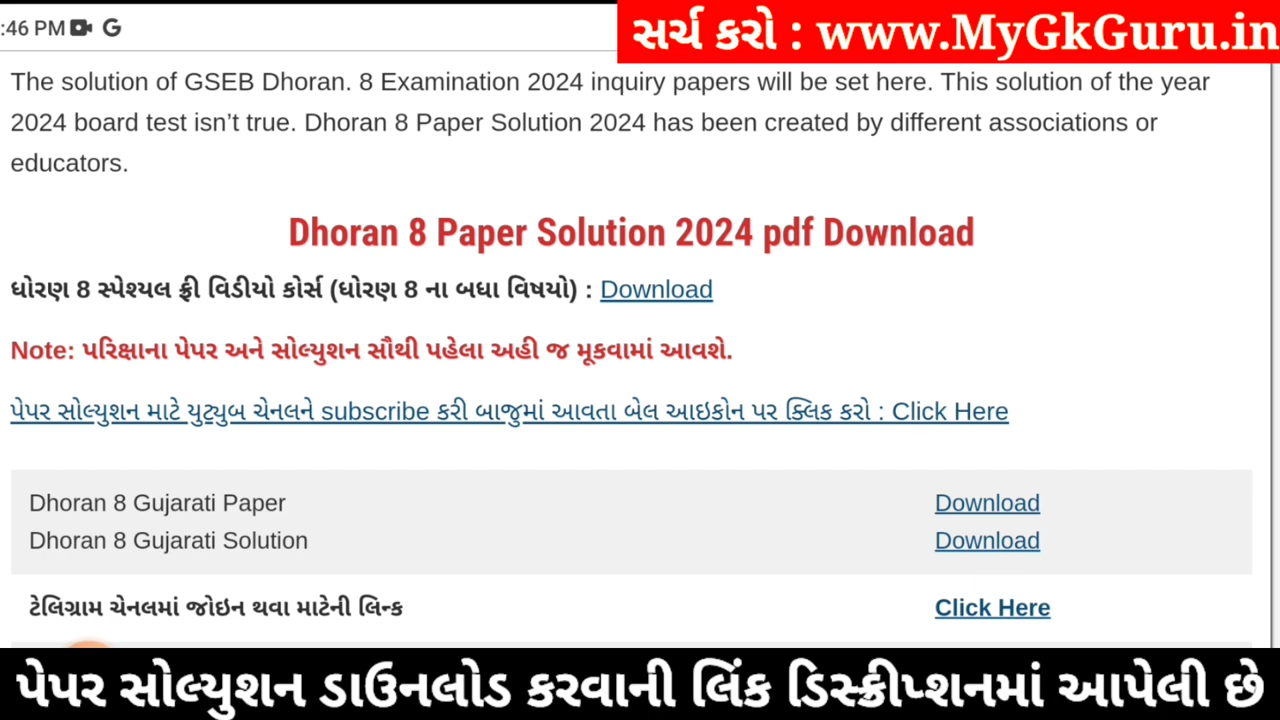 :46 PM
સર્ચ કરો : www.MyGkGuru.in
The solution of GSEB Dhoran. 8 Examination 2024 inquiry papers will be set here. This solution of the year
2024 board test isn’t true. Dhoran 8 Paper Solution 2024 has been created by different associations or
educators.
Dhoran 8 Paper Solution 2024 pdf Download
ધોરણ 8 સ્પેશ્યલ ફ્રી વિડીયો કોર્સ (ધોરણ 8 ના બધા વિષયો) : Download
Note: પરિક્ષાના પેપર અને સોલ્યુશન સૌથી પહેલા અહી જ મૂકવામાં આવશે.
પેપર સોલ્યુશન માટે યુટ્યુબ ચેનલને subscribe કરી બાજુમાં આવતા બેલ આઇકોન પર ક્લિક કરો : Click Here
Dhoran 8 Gujarati Paper Download
Dhoran 8 Gujarati Solution Download
ટેલિગ્રામ ચેનલમાં જોઇન થવા માટેની લિન્ક Click Here
પેપર સોલ્યુશન ડાઉનલોડ કરવાની લિંક ડિસ્ક્રીપ્શનમાં આપેલી છે